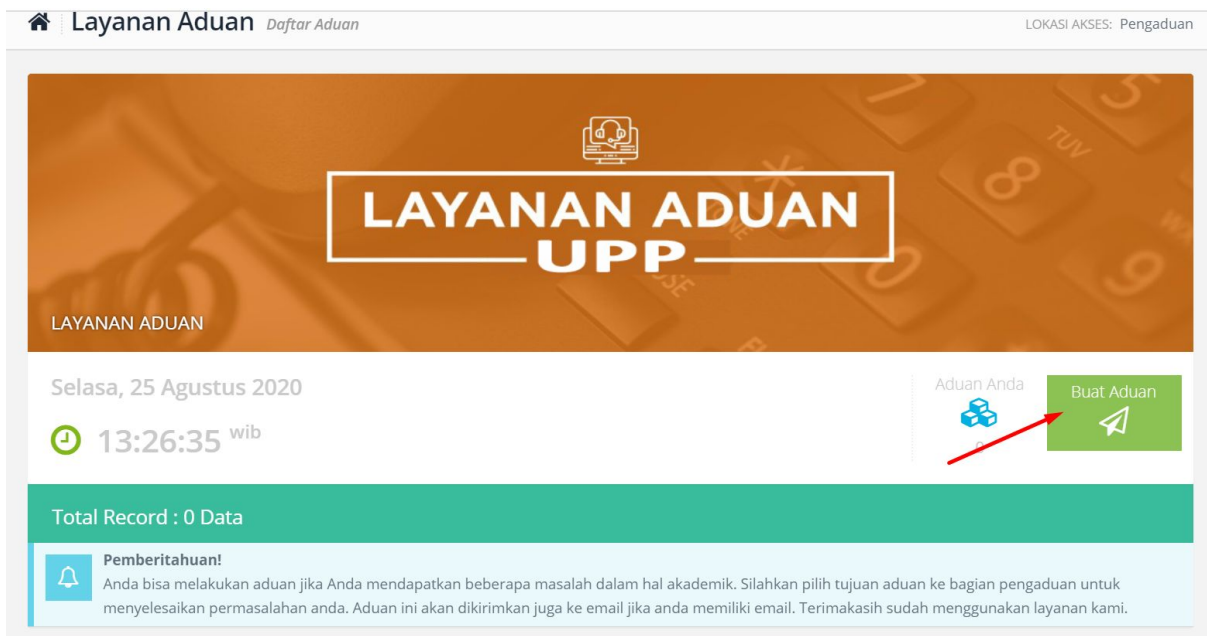 Layanan Aduan Daftar Aduan LOKASI AKSES: Pengaduan
LAYANAN ADUAN
UPP
LAYANAN ADUAN
Selasa, 25 Agustus 2020
13:26:35 wib
Aduan Anda
Buat Aduan
Total Record : 0 Data
Pemberitahuan!
Anda bisa melakukan aduan jika Anda mendapatkan beberapa masalah dalam hal akademik. Silahkan pilih tujuan aduan ke bagian pengaduan untuk
menyelesaikan permasalahan anda. Aduan ini akan dikirimkan juga ke email jika anda memiliki email. Terimakasih sudah menggunakan layanan kami.